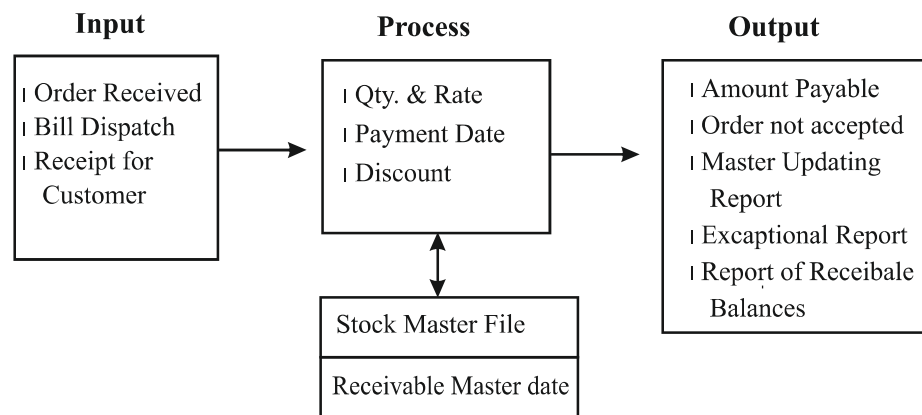 Input
Order Received
Bill Dispatch
Receipt for
Customer
Process
Qty. & Rate
Payment Date
Discount
Stock Master File
Receivable Master date
Output
Amount Payable
Order not accepted
Master Updating
Report
Excaptional Report
Report of Receibale
Balances